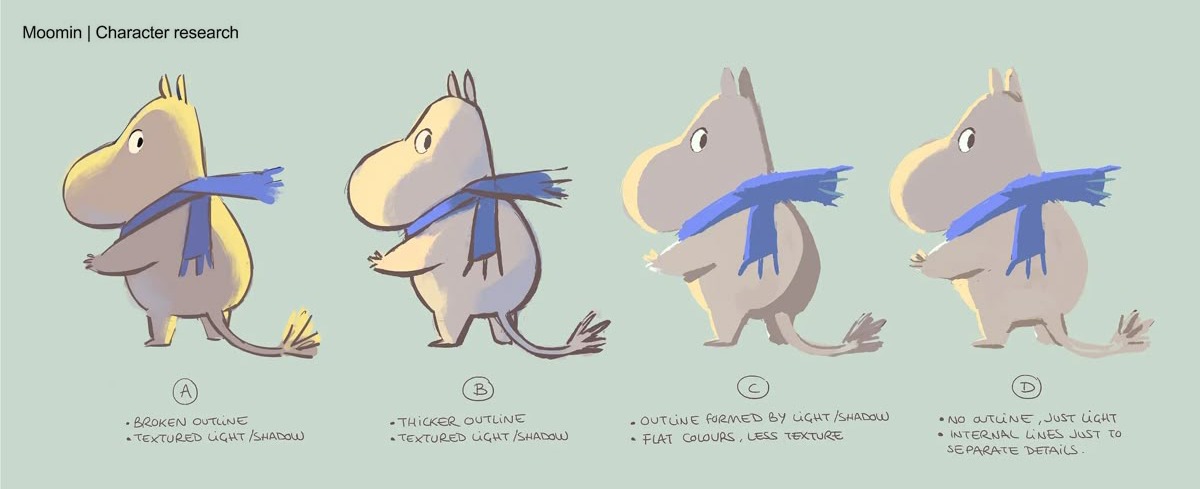 Moomin | Character research
A
• BROKEN OUTLINE
• TEXTURED LIGHT/SHADOW
B
• THICKER OUTLINE
• TEXTURED LIGHT/SHADOW
C
• OUTLINE FORMED BY LIGHT/SHADOW
• FLAT COLOURS, LESS TEXTURE
D
• NO OUTLINE, JUST LIGHT
• INTERNAL LINES JUST TO
SEPARATE DETAILS.